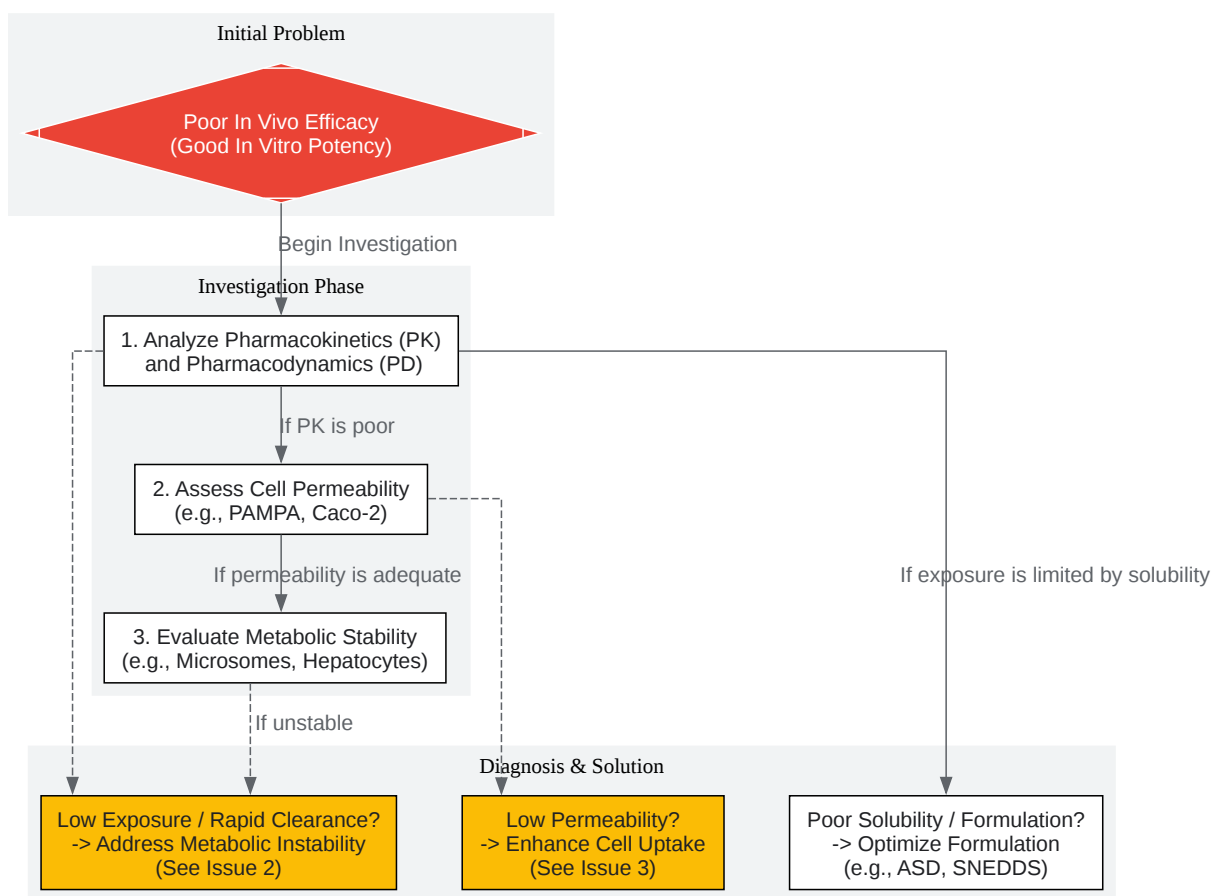 Initial Problem
Poor In Vivo Efficacy
(Good In Vitro Potency)
Begin Investigation
Investigation Phase
1. Analyze Pharmacokinetics (PK)
and Pharmacodynamics (PD)
If PK is poor
2. Assess Cell Permeability
(e.g., PAMPA, Caco-2)
If permeability is adequate
If exposure is limited by solubility
3. Evaluate Metabolic Stability
(e.g., Microsomes, Hepatocytes)
If unstable
Diagnosis & Solution
Low Exposure / Rapid Clearance?
-> Address Metabolic Instability
(See Issue 2)
Low Permeability?
-> Enhance Cell Uptake
(See Issue 3)
Poor Solubility / Formulation?
-> Optimize Formulation
(e.g., ASD, SNEDDS)